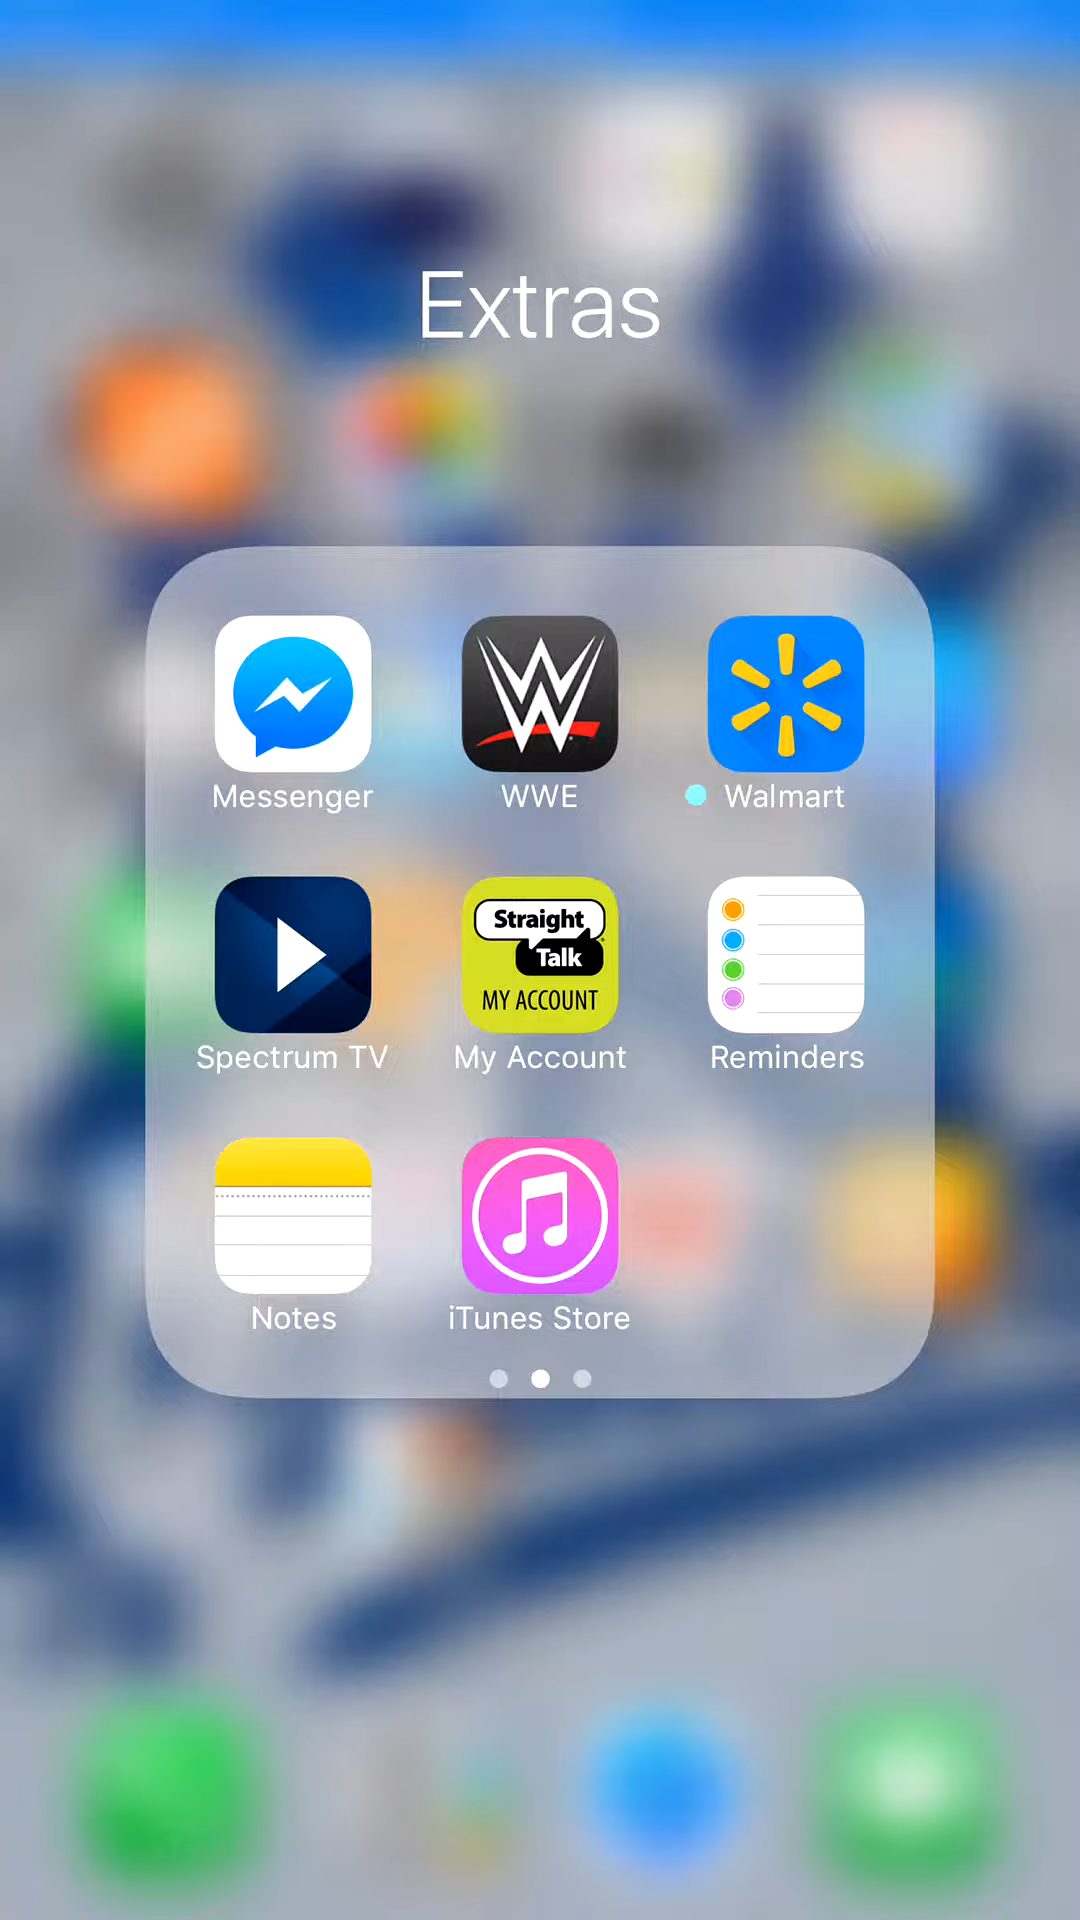 Extras
Messenger
WWE
Walmart
Straight
Talk
MY ACCOUNT
Spectrum TV
My Account
Reminders
Notes
iTunes Store